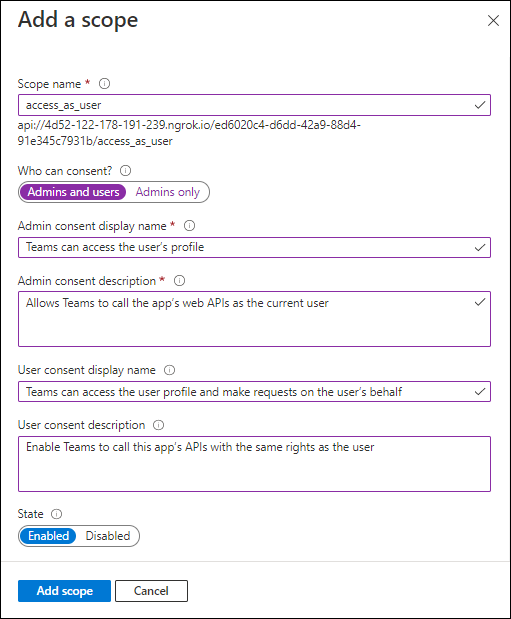 Add a scope
Scope name *
access_as_user
api://4d52-122-178-191-239.ngrok.io/ed6020c4-d6dd-42a9-88d4-
91e345c7931b/access_as_user
Who can consent?
Admins and users Admins only
Admin consent display name *
Teams can access the user's profile
Admin consent description *
Allows Teams to call the app's web APIs as the current user
User consent display name
Teams can access the user profile and make requests on the user's behalf
User consent description
Enable Teams to call this app's APIs with the same rights as the user
State
Enabled Disabled
Add scope Cancel